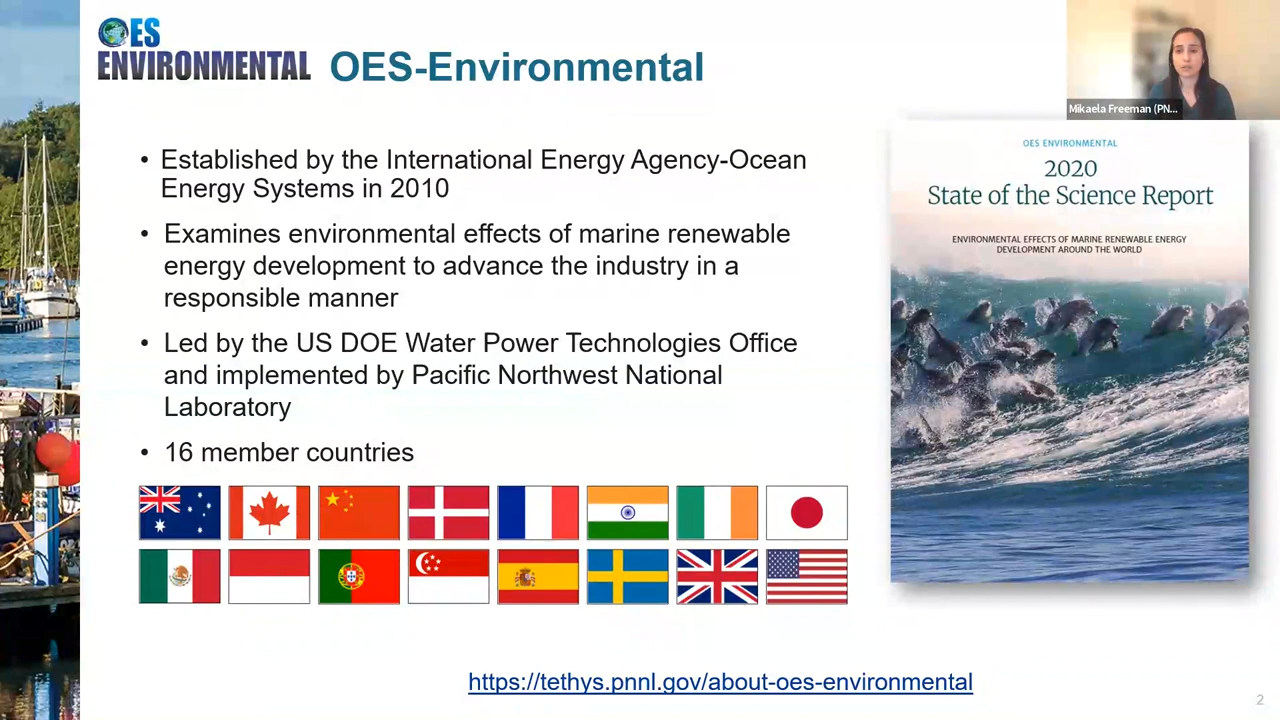 OES
ENVIRONMENTAL
OES-Environmental
Mikaela Freeman (PN...
• Established by the International Energy Agency-Ocean
Energy Systems in 2010
• Examines environmental effects of marine renewable
energy development to advance the industry in a
responsible manner
• Led by the US DOE Water Power Technologies Office
and implemented by Pacific Northwest National
Laboratory
• 16 member countries
OES ENVIRONMENTAL
2020
State of the Science Report
ENVIRONMENTAL EFFECTS OF MARINE RENEWABLE ENERGY
DEVELOPMENT AROUND THE WORLD
https://tethys.pnnl.gov/about-oes-environmental
2